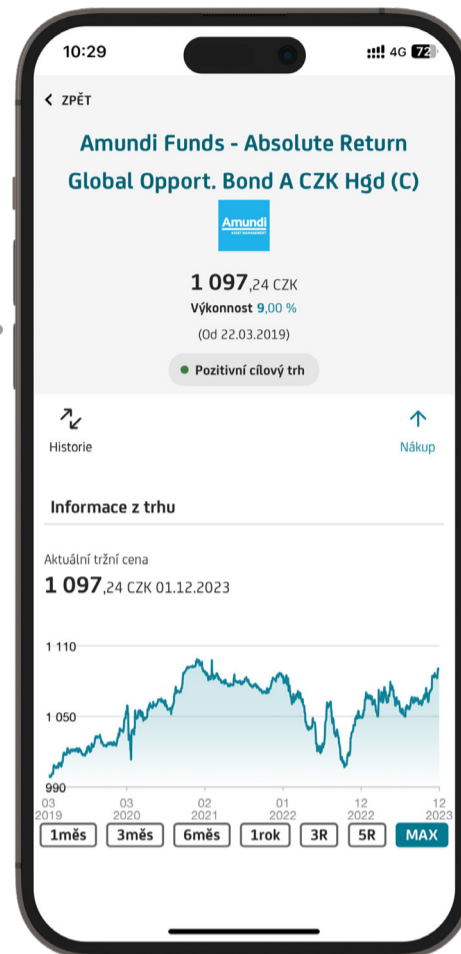 10:29
4G 72
ZPĚT
Amundi Funds - Absolute Return
Global Opport. Bond A CZK Hgd (C)
Amundi
ASSET MANAGEMENT
1 097,24 CZK
Výkonnost 9,00 %
(Od 22.03.2019)
Pozitivní cílový trh
Historie
Nákup
Informace z trhu
Aktuální tržní cena
1 097,24 CZK 01.12.2023
1 110
1 050
990
03 03 02 01 12 12
2019 2020 2021 2022 2022 2023
1měs 3měs 6měs 1rok 3R 5R MAX